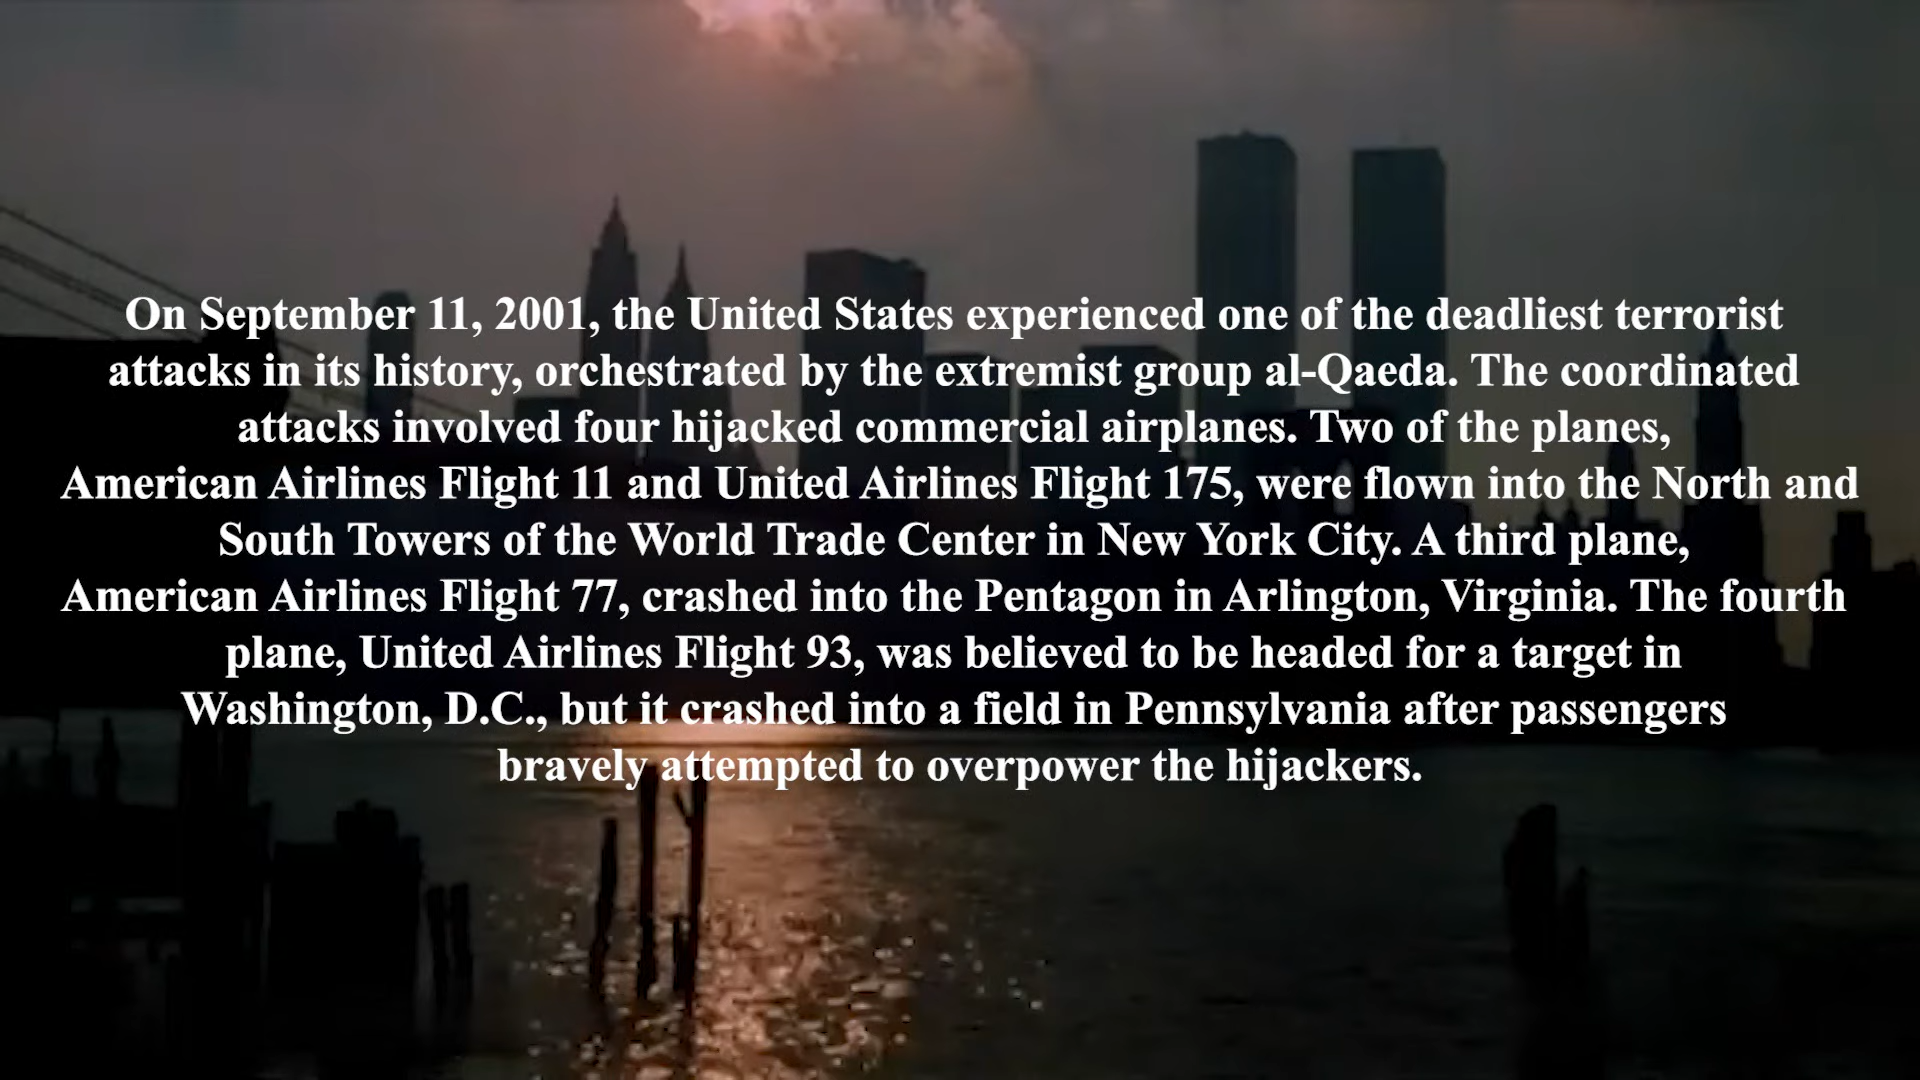 On September 11, 2001, the United States experienced one of the deadliest terrorist
attacks in its history, orchestrated by the extremist group al-Qaeda. The coordinated
attacks involved four hijacked commercial airplanes. Two of the planes,
American Airlines Flight 11 and United Airlines Flight 175, were flown into the North and
South Towers of the World Trade Center in New York City. A third plane,
American Airlines Flight 77, crashed into the Pentagon in Arlington, Virginia. The fourth
plane, United Airlines Flight 93, was believed to be headed for a target in
Washington, D.C., but it crashed into a field in Pennsylvania after passengers
bravely attempted to overpower the hijackers.